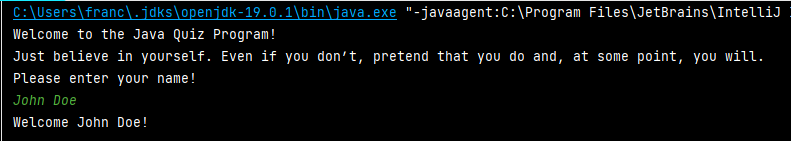 C:\Users\franc\.jdks\openjdk-19.0.1\bin\java.exe "-javaagent:C:\Program Files\JetBrains\IntelliJ
Welcome to the Java Quiz Program!
Just believe in yourself. Even if you don’t, pretend that you do and, at some point, you will.
Please enter your name!
John Doe
Welcome John Doe!